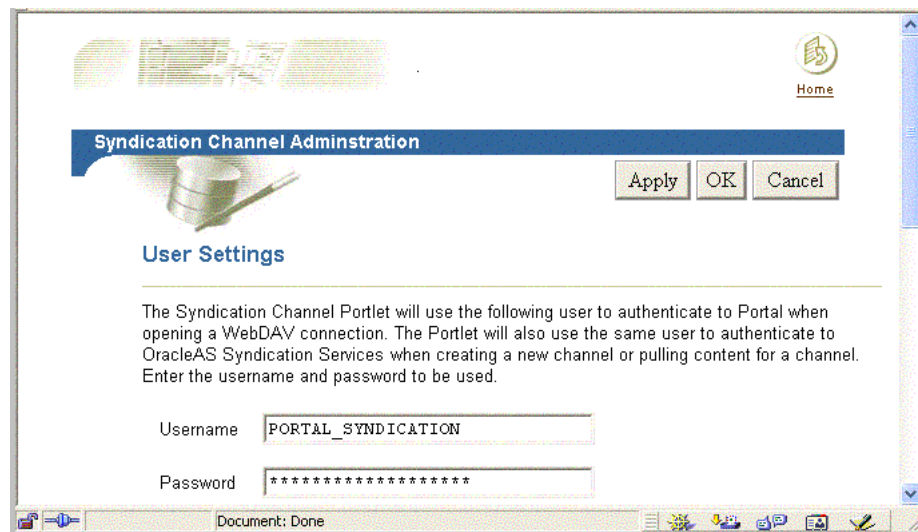 Home
Syndication Channel Adminstration
Apply OK Cancel
User Settings
The Syndication Channel Portlet will use the following user to authenticate to Portal when
opening a WebDAV connection. The Portlet will also use the same user to authenticate to
OracleAS Syndication Services when creating a new channel or pulling content for a channel.
Enter the username and password to be used.
Username PORTAL_SYNDICATION
Password *******************
Document: Done